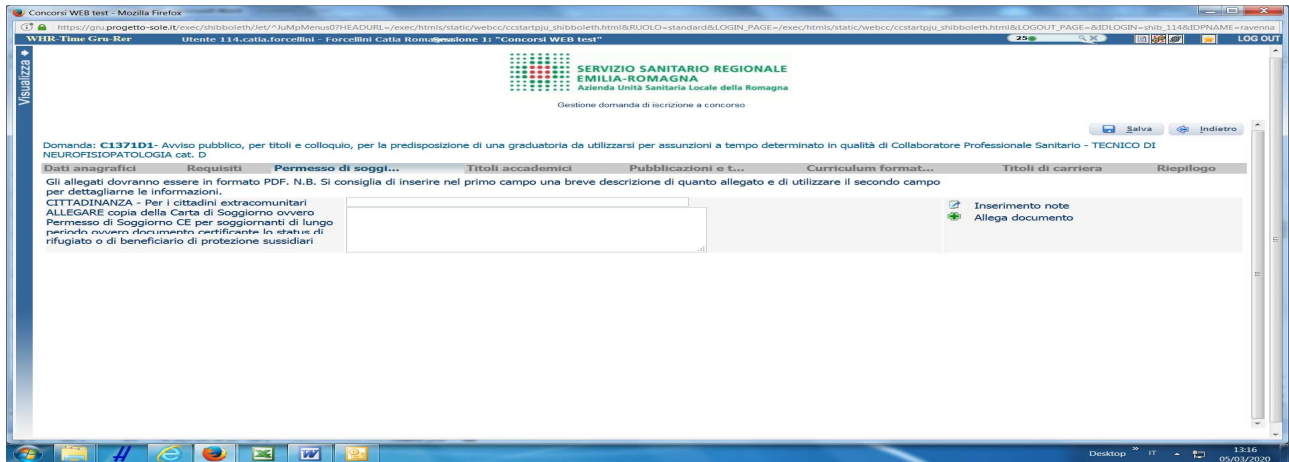 Concorsi WEB test - Mozilla Firefox
https://gru.progetto-sole.it/exec/shibboleth/Jet/^JuMpMenus0?HEADURL=/exec/htmls/static/webcc/ccstartpju_shibboleth.html&RUOLO=standard&LOGIN_PAGE=/exec/htmls/static/webcc/ccstartpju_shibboleth.html&LOGOUT_PAGE=&IDLOGIN=shib_114&IDPNAME=ravenna
WHR-Time Gru-Rer Utente 114.catia.forcellini - Forcellini Catia 1: "Concorsi WEB test" 25 LOG OUT
Visualizza
SERVIZIO SANITARIO REGIONALE
EMILIA-ROMAGNA
Azienda Unità Sanitaria Locale della Romagna
Gestione domanda di iscrizione a concorso
Salva Indietro
Domanda: C1371D1- Avviso pubblico, per titoli e colloquio, per la predisposizione di una graduatoria da utilizzarsi per assunzioni a tempo determinato in qualità di Collaboratore Professionale Sanitario - TECNICO DI
NEUROFISIOPATOLOGIA cat. D
Dati anagrafici Requisiti Permesso di soggi... Titoli accademici Pubblicazioni e t... Curriculum format... Titoli di carriera Riepilogo
Gli allegati dovranno essere in formato PDF. N.B. Si consiglia di inserire nel primo campo una breve descrizione di quanto allegato e di utilizzare il secondo campo
per dettagliarne le informazioni.
CITTADINANZA - Per i cittadini extracomunitari
ALLEGARE copia della Carta di Soggiorno ovvero
Permesso di Soggiorno CE per soggiornanti di lungo
periodo ovvero documento certificante lo status di
rifugiato o di beneficiario di protezione sussidiari
Inserimento note
Allega documento
Desktop » IT 13:16
05/03/2020